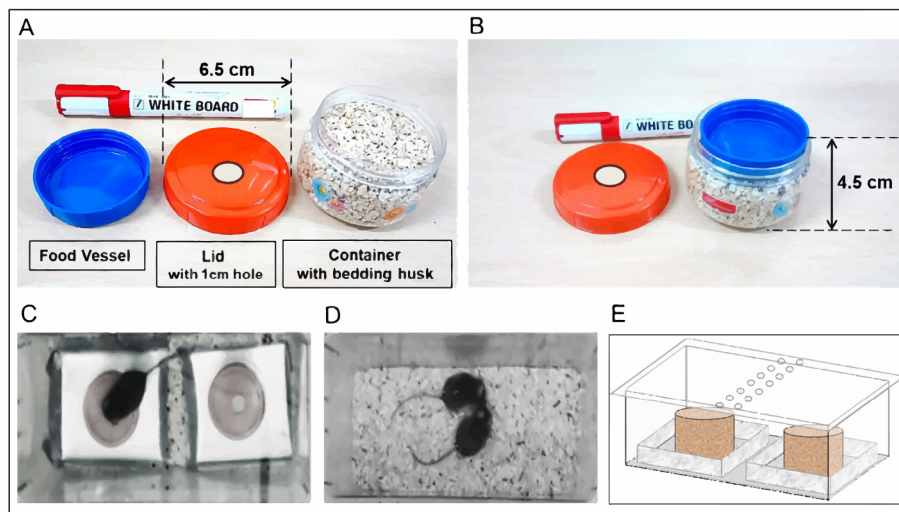 A
B
6.5 cm
WHITE BOARD
WHITE BO
4.5 cm
Food Vessel
Lid
with 1cm hole
Container
with bedding husk
C
D
E